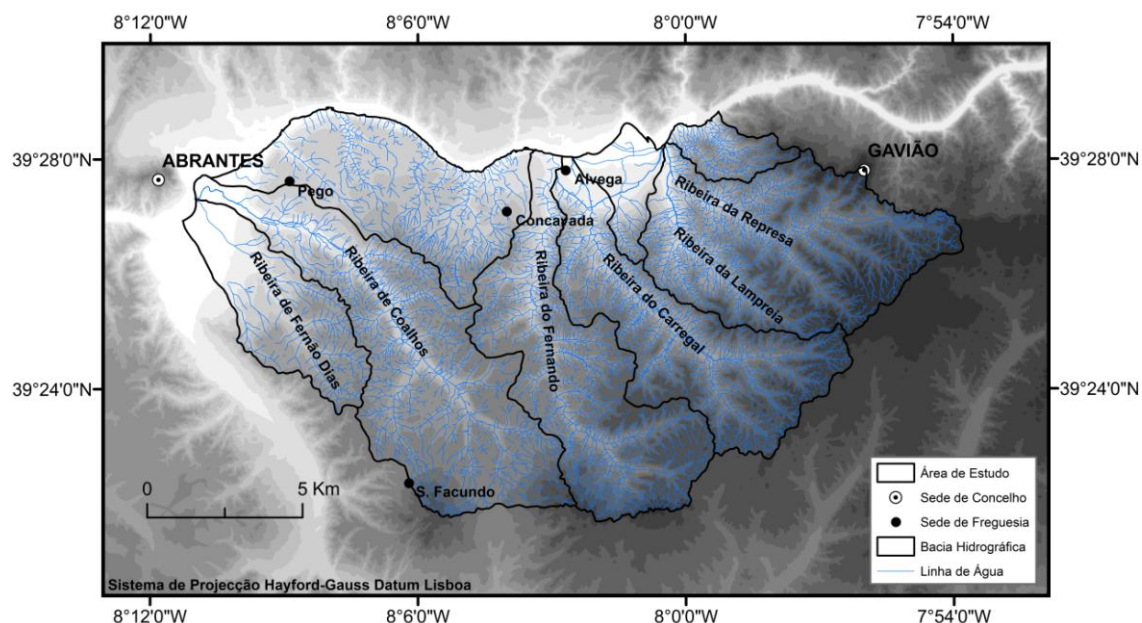 8°12'0"W 8°6'0"W 8°0'0"W 7°54'0"W
39°28'0"N
39°28'0"N
ABRANTES
GAVIÃO
Pego
Alvega
Concavada
Ribeira da Represa
Ribeira da Lampreia
Ribeira do Carregal
Ribeira do Fernando
Ribeira de Coalhos
Ribeira de Fernão Dias
39°24'0"N
39°24'0"N
S. Facundo
0 5 Km
Área de Estudo
Sede de Concelho
Sede de Freguesia
Bacia Hidrográfica
Linha de Água
Sistema de Projecção Hayford-Gauss Datum Lisboa
8°12'0"W 8°6'0"W 8°0'0"W 7°54'0"W